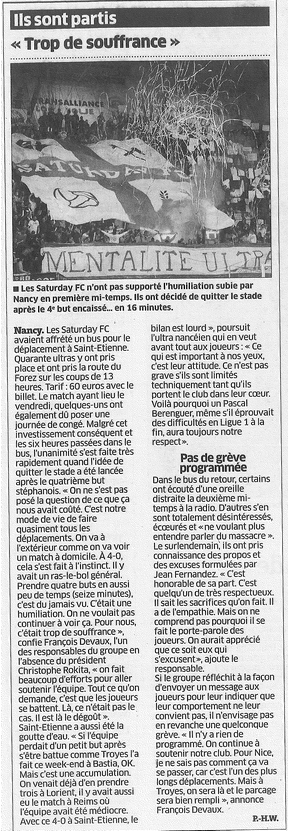 Ils sont partis
« Trop de souffrance »
TRANSALLIANCE
SATURDAY FC
MENTALITE ULTRA
■ Les Saturday FC n'ont pas supporté l'humiliation subie par
Nancy en première mi-temps. Ils ont décidé de quitter le stade
après le 4e but encaissé... en 16 minutes.
Nancy. Les Saturday FC
avaient affrété un bus pour le
déplacement à Saint-Etienne.
Quarante ultras y ont pris
place et ont pris la route du
Forez sur les coups de 13
heures. Tarif : 60 euros avec le
billet. Le match ayant lieu le
vendredi, quelques-uns ont
également dû poser une
journée de congé. Malgré cet
investissement conséquent et
les six heures passées dans le
bus, l'unanimité s'est faite très
rapidement quand l'idée de
quitter le stade a été lancée
après le quatrième but
stéphanois. « On ne s'est pas
posé la question de ce que ça
nous avait coûté. C'est notre
mode de vie de faire
quasiment tous les
déplacements. On va à
l'extérieur comme on va voir
un match à domicile. À 4-0,
cela s'est fait à l'instinct. Il y
avait un ras-le-bol général.
Prendre quatre buts en aussi
peu de temps (seize minutes),
c'est du jamais vu. C'était une
humiliation. On ne voulait pas
continuer à voir ça. Pour nous,
c'était trop de souffrance »,
confie François Devaux, l'un
des responsables du groupe en
l'absence du président
Christophe Rokita, « on fait
beaucoup d'efforts pour aller
soutenir l'équipe. Tout ce qu'on
demande, c'est que les joueurs
se battent. Là, ce n'était pas le
cas. Il est là le dégoût ».
Saint-Etienne a aussi été la
goutte d'eau. « Si l'équipe
perdait d'un petit but après
s'être battue comme Troyes l'a
fait ce week-end à Bastia, OK.
Mais c'est une accumulation.
On venait déjà d'en prendre
trois à Lorient, il y avait aussi
eu le match à Reims où
l'équipe avait été médiocre.
Avec ce 4-0 à Saint-Etienne, le
bilan est lourd », poursuit
l'ultra nancéien qui en veut
avant tout aux joueurs : « Ce
qui est important à nos yeux,
c'est leur attitude. Ce n'est pas
grave s'ils sont limités
techniquement tant qu'ils
portent le club dans leur cœur.
Voilà pourquoi un Pascal
Berenguer, même s'il éprouvait
des difficultés en Ligue 1 à la
fin, aura toujours notre
respect ».
Pas de grève
programmée
Dans le bus du retour, certains
ont écouté d'une oreille
distraite la deuxième mi-
temps à la radio. D'autres s'en
sont totalement désintéressés,
écœurés et « ne voulant plus
entendre parler du massacre ».
Le surlendemain, ils ont pris
connaissance des propos et
des excuses formulées par
Jean Fernandez. « C'est
honorable de sa part. C'est
quelqu'un de très respectueux.
Il sait les sacrifices qu'on fait. Il
a de l'empathie. Mais on ne
comprend pas pourquoi il se
fait le porte-parole des
joueurs. On aurait apprécié
que ce soit eux qui
s'excusent », ajoute le
responsable.
Si le groupe réfléchit à la façon
d'envoyer un message aux
joueurs pour leur indiquer que
leur comportement ne leur
convient pas, il n'envisage pas
en revanche une quelconque
grève. « Il n'y a rien de
programmé. On continue à
soutenir notre club. Pour Nice,
je ne sais pas comment ça va
se passer, car c'est l'un des plus
longs déplacements. Mais à
Troyes, on sera là et le parcage
sera bien rempli », annonce
François Devaux.
P.-H.W.